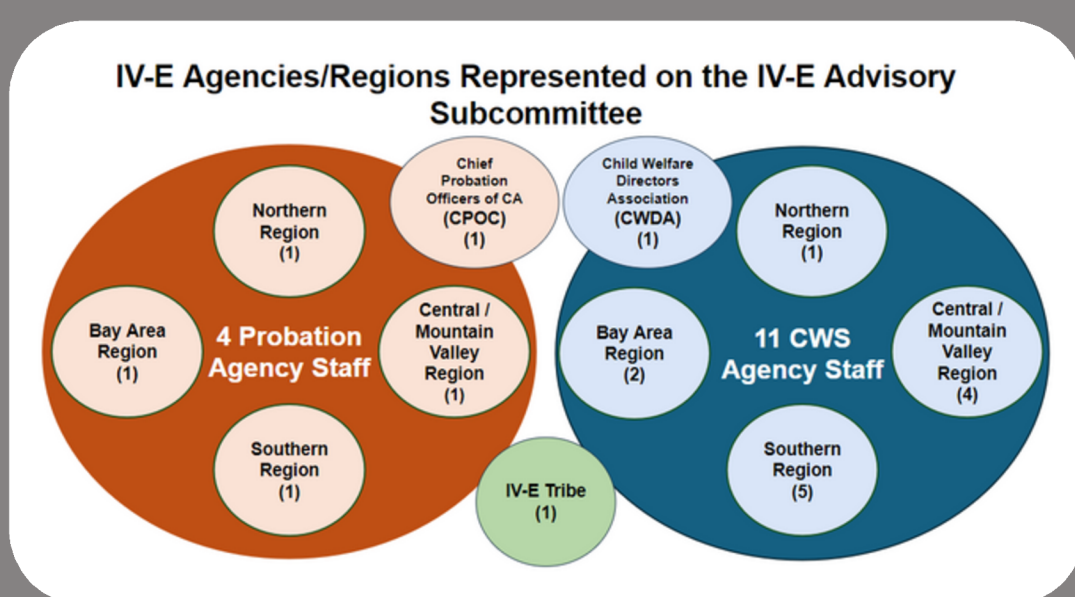 IV-E Agencies/Regions Represented on the IV-E Advisory
Subcommittee
Chief
Probation
Officers of CA
(CPOC)
(1)
Child Welfare
Directors
Association
(CWDA)
(1)
Northern
Region
(1)
Bay Area
Region
(1)
4 Probation
Agency Staff
Central /
Mountain
Valley
Region
(1)
Southern
Region
(1)
IV-E Tribe
(1)
Northern
Region
(1)
Bay Area
Region
(2)
11 CWS
Agency Staff
Central /
Mountain
Valley
Region
(4)
Southern
Region
(5)